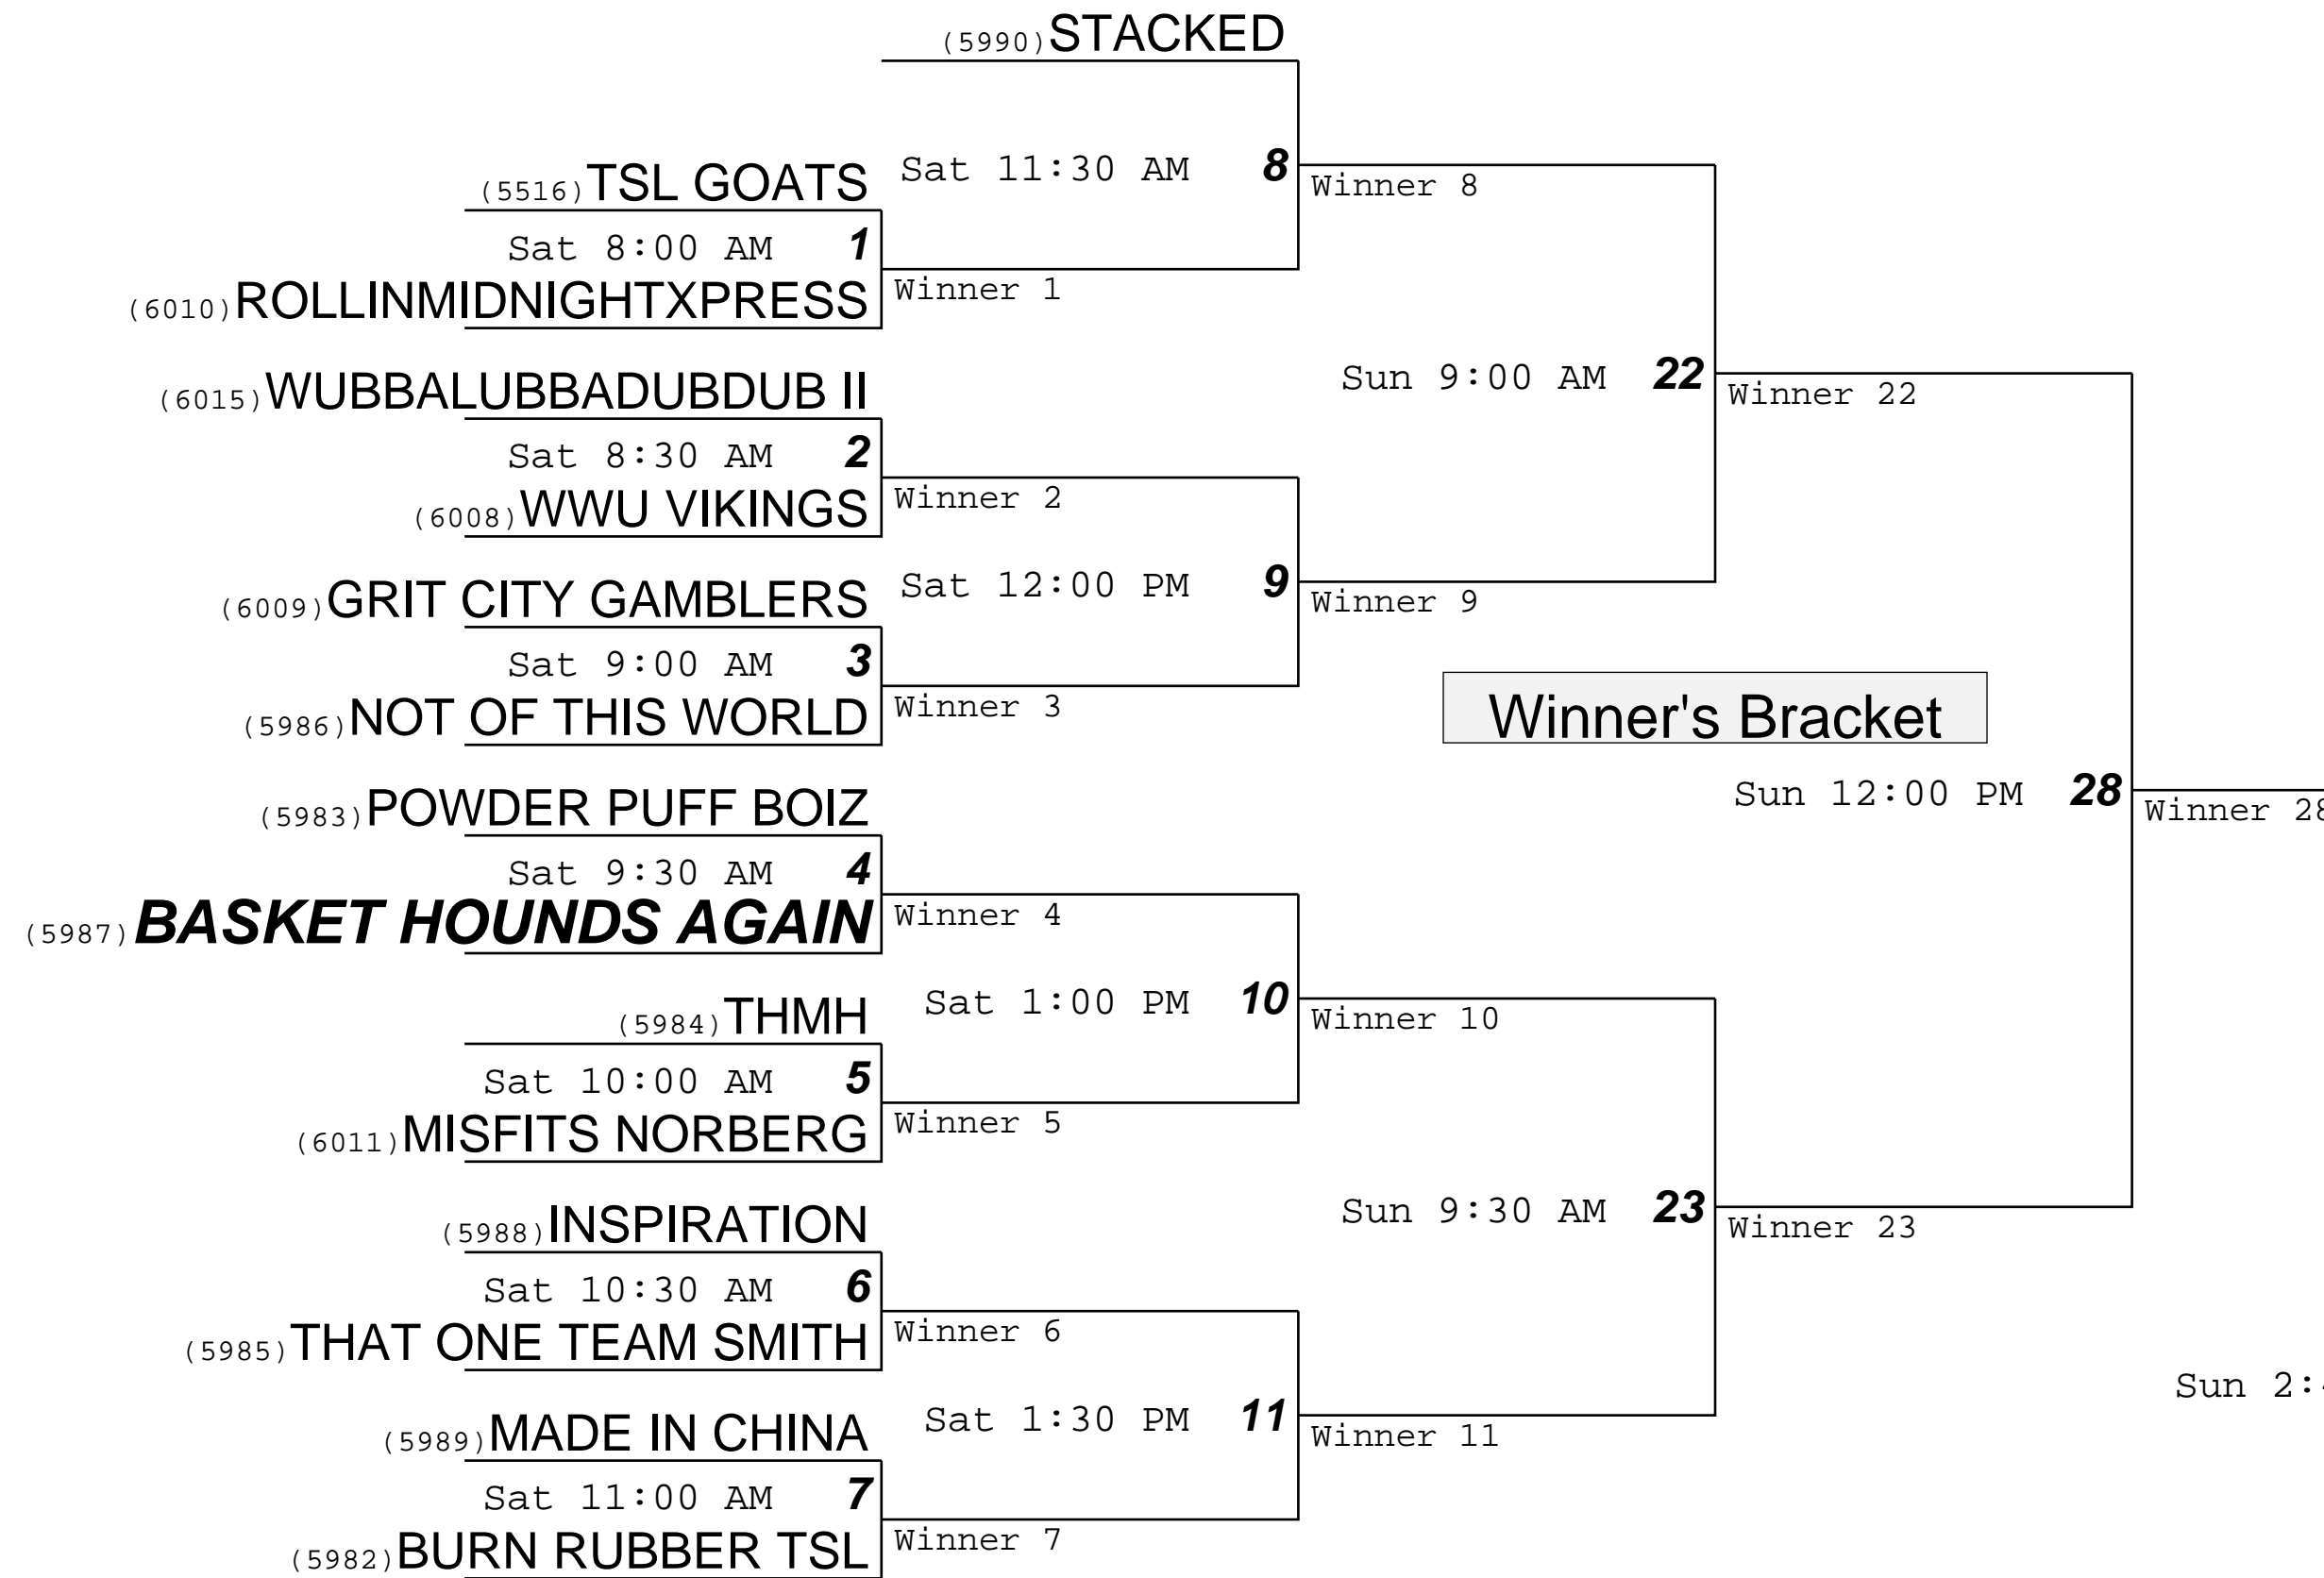 (5990)STACKED
Sat 11:30 AM 8
Winner 8
(5516)TSL GOATS
Sat 8:00 AM 1
Winner 1
(6010)ROLLINMIDNIGHTXPRESS
Sun 9:00 AM 22
Winner 22
(6015)WUBBALUBBADUBDUB II
Sat 8:30 AM 2
Winner 2
(6008)WWU VIKINGS
Sat 12:00 PM 9
Winner 9
(6009)GRIT CITY GAMBLERS
Sat 9:00 AM 3
Winner 3
(5986)NOT OF THIS WORLD
Winner's Bracket
Sun 12:00 PM 28
Winner 28
(5983)POWDER PUFF BOIZ
Sat 9:30 AM 4
Winner 4
(5987)BASKET HOUNDS AGAIN
Sat 1:00 PM 10
Winner 10
(5984)THMH
Sat 10:00 AM 5
Winner 5
(6011)MISFITS NORBERG
Sun 9:30 AM 23
Winner 23
(5988)INSPIRATION
Sat 10:30 AM 6
Winner 6
(5985)THAT ONE TEAM SMITH
Sun 2:
Sat 1:30 PM 11
Winner 11
(5989)MADE IN CHINA
Sat 11:00 AM 7
Winner 7
(5982)BURN RUBBER TSL